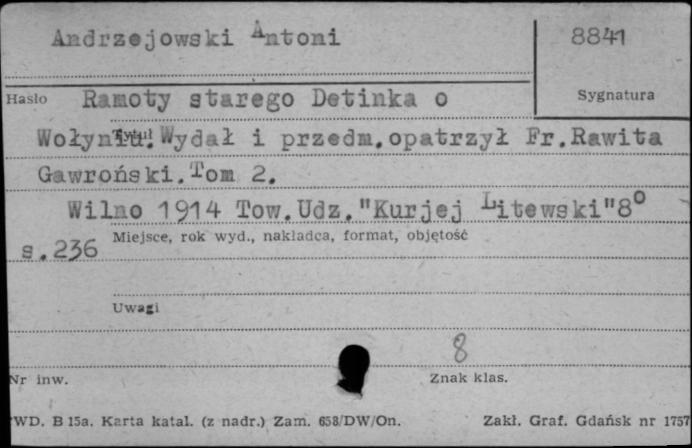 Andrzejowski Antoni
8841
Hasło Ramoty starego Detinka o
Sygnatura
Wołyniu. Wydał i przedm.opatrzył Fr.Rawita
Tytuł
Gawroński.Tom 2.
Wilno 1914 Tow.Udz."Kurjej Litewski"8°
Miejsce, rok wyd., nakładca, format, objętość
s.236
Uwagi
8
Nr inw.
Znak klas.
WD. B 15a. Karta katal. (z nadr.) Zam. 658/DW/On.
Zakł. Graf. Gdańsk nr 1757